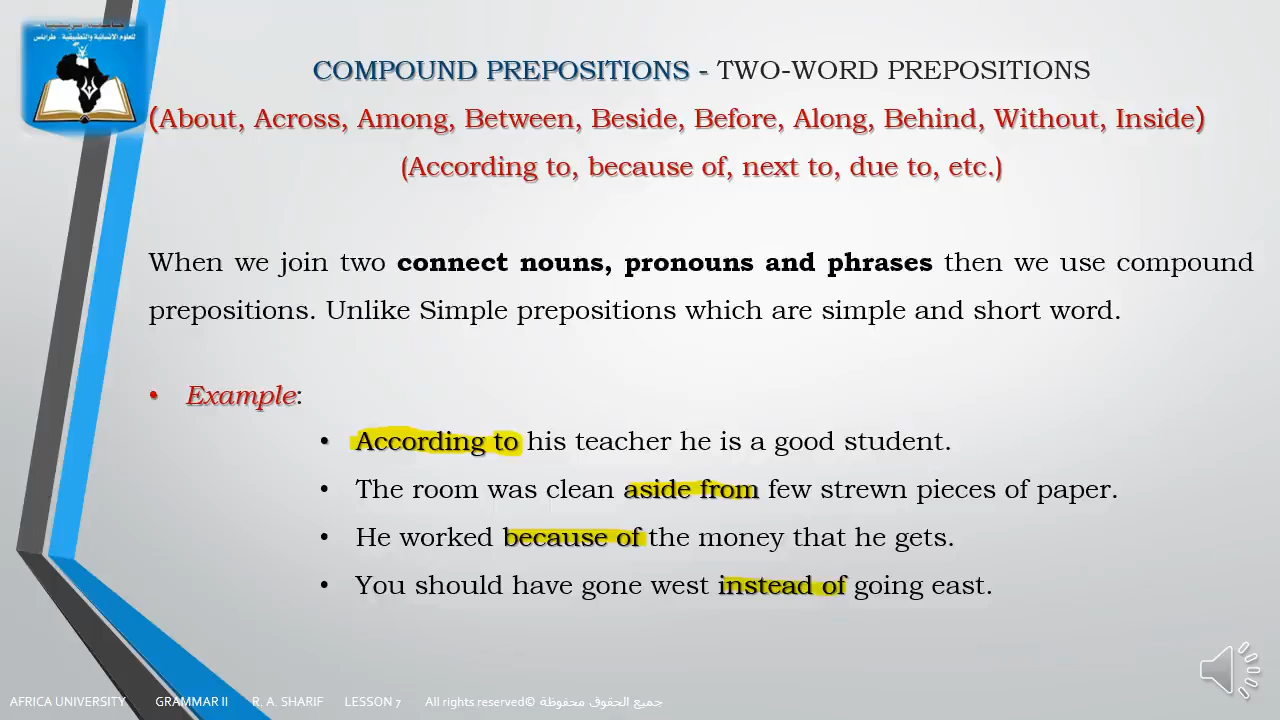 للعلوم الإنسانية والتطبيقية - طرابلس
COMPOUND PREPOSITIONS - TWO-WORD PREPOSITIONS
(About, Across, Among, Between, Beside, Before, Along, Behind, Without, Inside)
(According to, because of, next to, due to, etc.)
When we join two connect nouns, pronouns and phrases then we use compound
prepositions. Unlike Simple prepositions which are simple and short word.
• Example:
• According to his teacher he is a good student.
• The room was clean aside from few strewn pieces of paper.
• He worked because of the money that he gets.
• You should have gone west instead of going east.
AFRICA UNIVERSITY GRAMMAR II R. A. SHARIF LESSON 7 All rights reserved© جميع الحقوق محفوظة